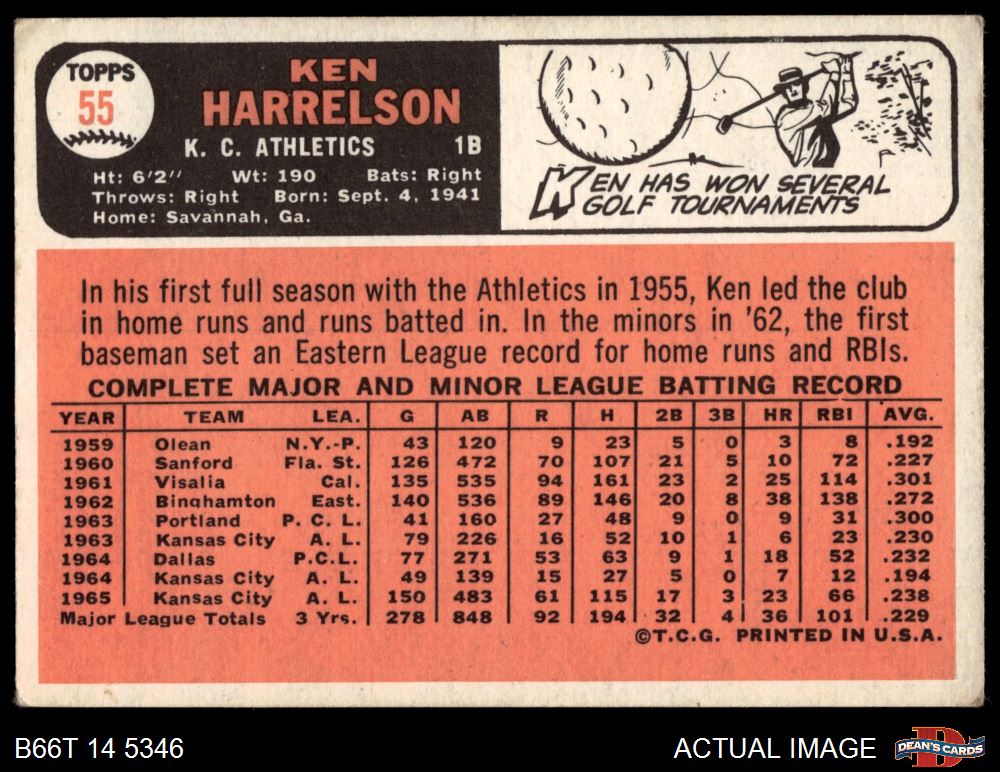 TOPPS
55
KEN
HARRELSON
K. C. ATHLETICS 1B
Ht: 6'2" Wt: 190 Bats: Right
Throws: Right Born: Sept. 4, 1941
Home: Savannah, Ga.
KEN HAS WON SEVERAL
GOLF TOURNAMENTS
In his first full season with the Athletics in 1955, Ken led the club
in home runs and runs batted in. In the minors in '62, the first
baseman set an Eastern League record for home runs and RBIs.
COMPLETE MAJOR AND MINOR LEAGUE BATTING RECORD
YEAR TEAM LEA. G AB R H 2B 3B HR RBI AVG.
1959 Olean N.Y.-P. 43 120 9 23 5 0 3 8 .192
1960 Sanford Fla. St. 126 472 70 107 21 5 10 72 .227
1961 Visalia Cal. 135 535 94 161 23 2 25 114 .301
1962 Binghamton East. 140 536 89 146 20 8 38 138 .272
1963 Portland P. C. L. 41 160 27 48 9 0 9 31 .300
1963 Kansas City A. L. 79 226 16 52 10 1 6 23 .230
1964 Dallas P.C.L. 77 271 53 63 9 1 18 52 .232
1964 Kansas City A. L. 49 139 15 27 5 0 7 12 .194
1965 Kansas City A. L. 150 483 61 115 17 3 23 66 .238
Major League Totals 3 Yrs. 278 848 92 194 32 4 36 101 .229
©T.C.G. PRINTED IN U.S.A.
B66T 14 5346
ACTUAL IMAGE
D
DEAN'S CARDS